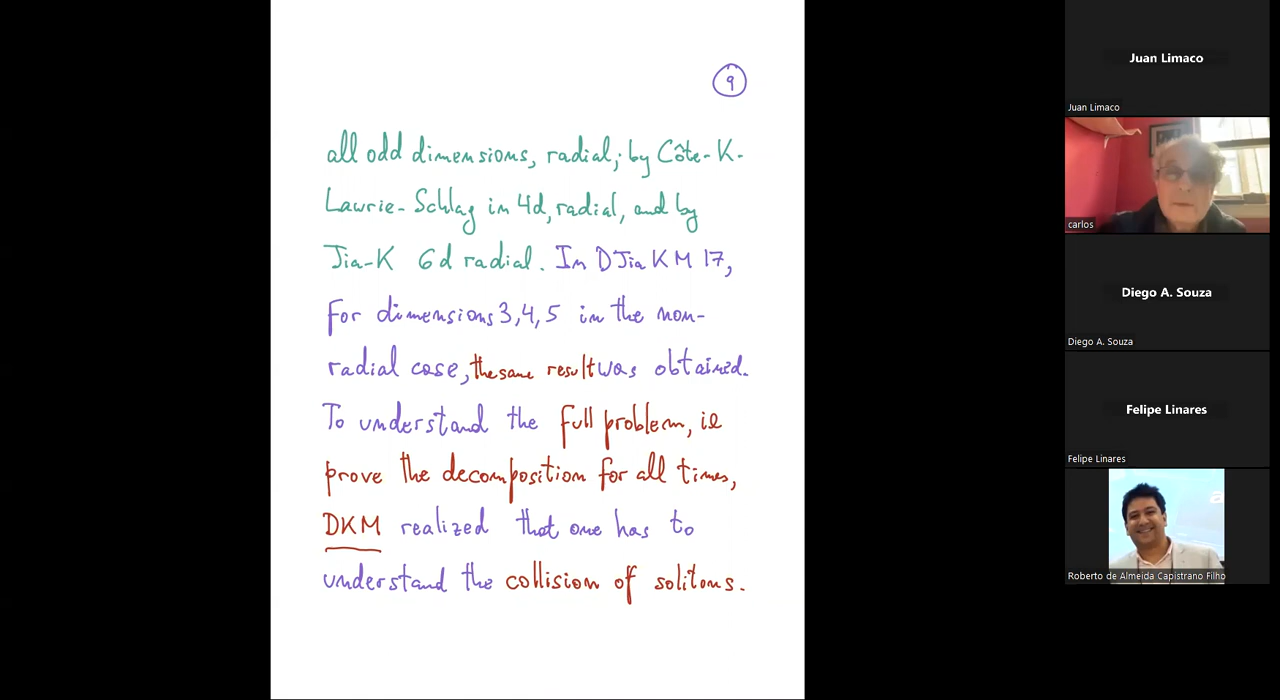 9
all odd dimensions, radial; by Côte-K-
Lawrie-Schlag in 4d, radial, and by
Jia-K 6d radial. In DJiaKM 17,
for dimensions 3,4,5 in the non-
radial case, the same result was obtained.
To understand the full problem, ie
prove the decomposition for all times,
DKM realized that one has to
understand the collision of solitons.
Juan Limaco
Juan Limaco
carlos
Diego A. Souza
Diego A. Souza
Felipe Linares
Felipe Linares
Roberto de Almeida Capistrano Filho